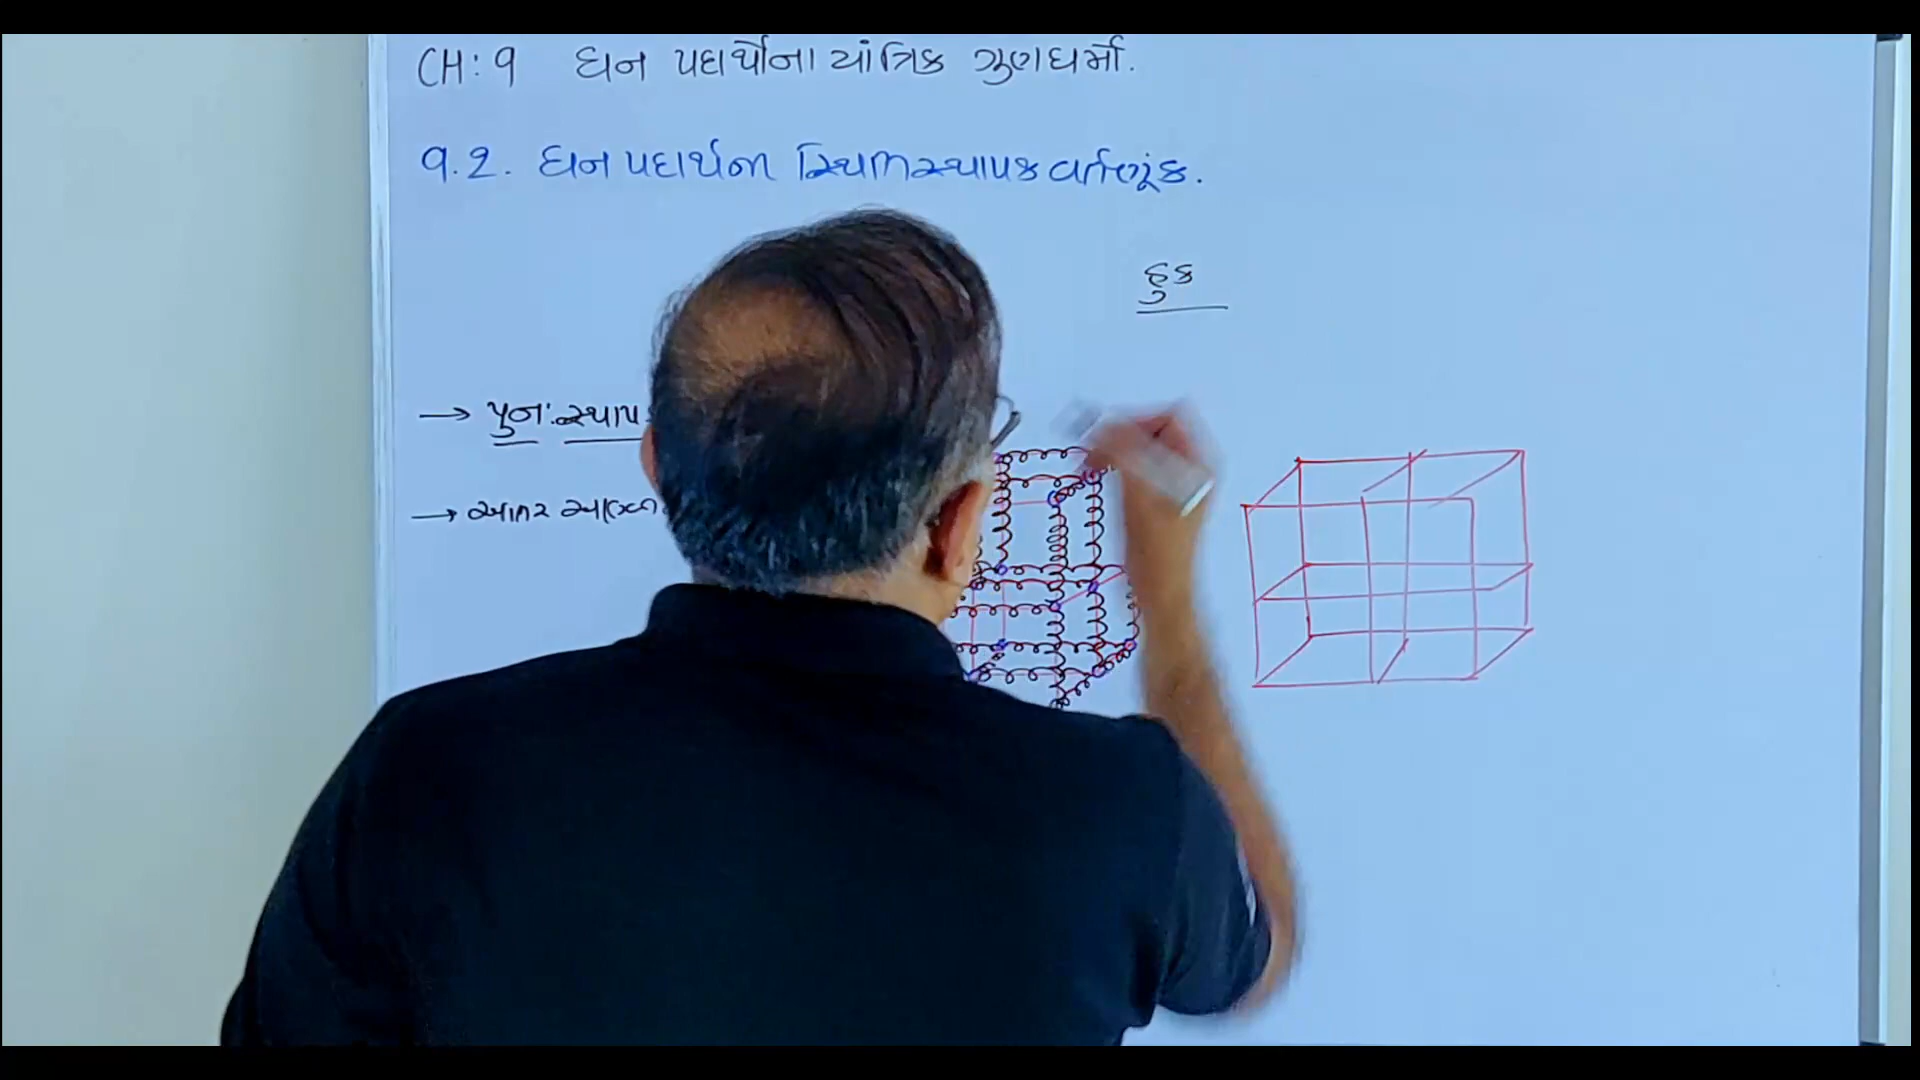 CH: 9 ઘન પદાર્થોના યાંત્રિક ગુણધર્મો.
9.2. ઘન પદાર્થના સ્થિતિસ્થાપક વર્તણૂંક.
હુક
→ પુનઃસ્થાપ
→ આંતર આણ્વી